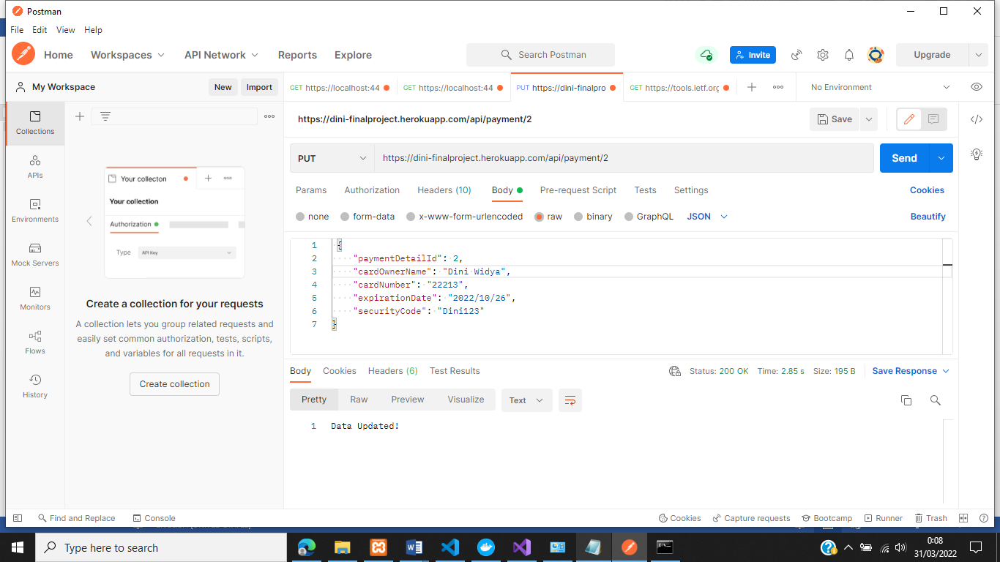 Postman
File Edit View Help
Home Workspaces API Network Reports Explore Search Postman Invite Upgrade
My Workspace New Import
GET https://localhost:44 GET https://localhost:44 PUT https://dini-finalpro GET https://tools.ietf.org No Environment
https://dini-finalproject.herokuapp.com/api/payment/2 Save
PUT https://dini-finalproject.herokuapp.com/api/payment/2 Send
Params Authorization Headers (10) Body Pre-request Script Tests Settings Cookies
none form-data x-www-form-urlencoded raw binary GraphQL JSON Beautify
1 {
2 "paymentDetailId": 2,
3 "cardOwnerName": "Dini Widya",
4 "cardNumber": "22213",
5 "expirationDate": "2022/10/26",
6 "securityCode": "Dini123"
7 }
Body Cookies Headers (6) Test Results Status: 200 OK Time: 2.85 s Size: 195 B Save Response
Pretty Raw Preview Visualize Text
1 Data Updated!
Collections
APIs
Environments
Mock Servers
Monitors
Flows
History
Your collecton
Your collection
Authorization
Type API Key
Create a collection for your requests
A collection lets you group related requests and
easily set common authorization, tests, scripts,
and variables for all requests in it.
Create collection
Find and Replace Console Cookies Capture requests Bootcamp Runner Trash
Type here to search
0:08
31/03/2022